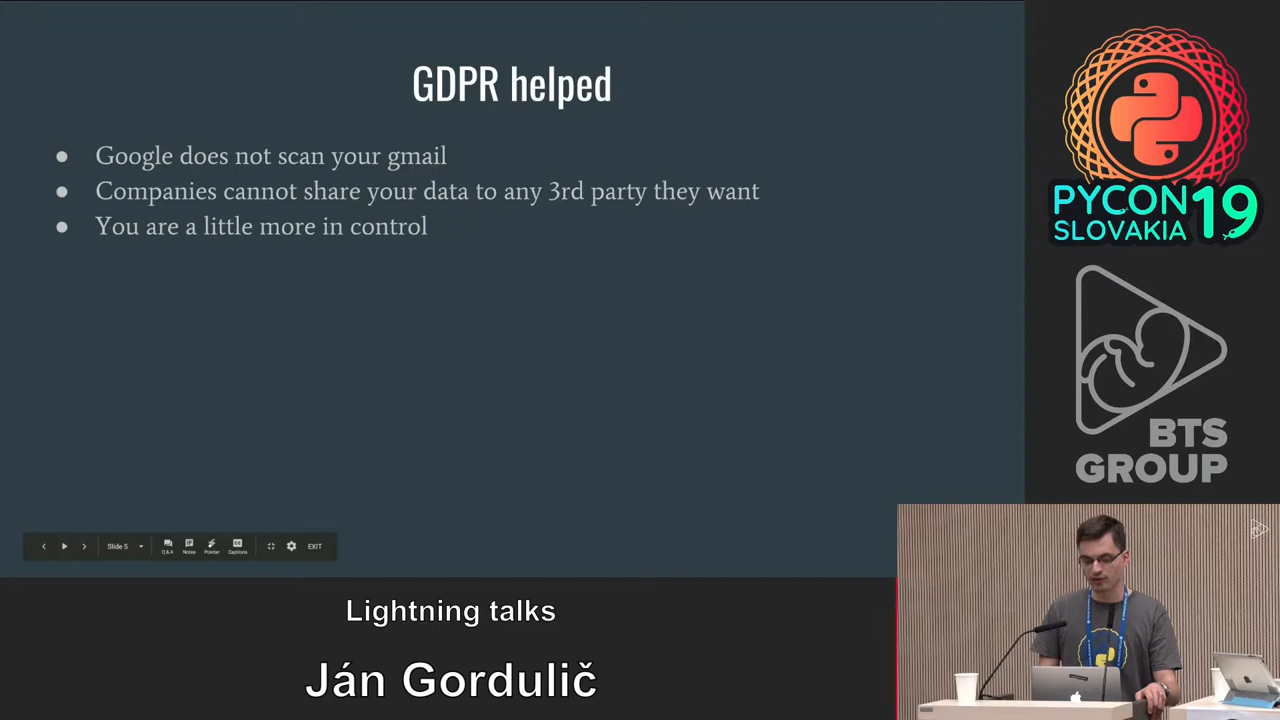 GDPR helped
● Google does not scan your gmail
● Companies cannot share your data to any 3rd party they want
● You are a little more in control
Slide 5
Q&A
Notes
Pointer
Captions
EXIT
PYCON
SLOVAKIA
19
BTS
GROUP
Lightning talks
Ján Gordulič